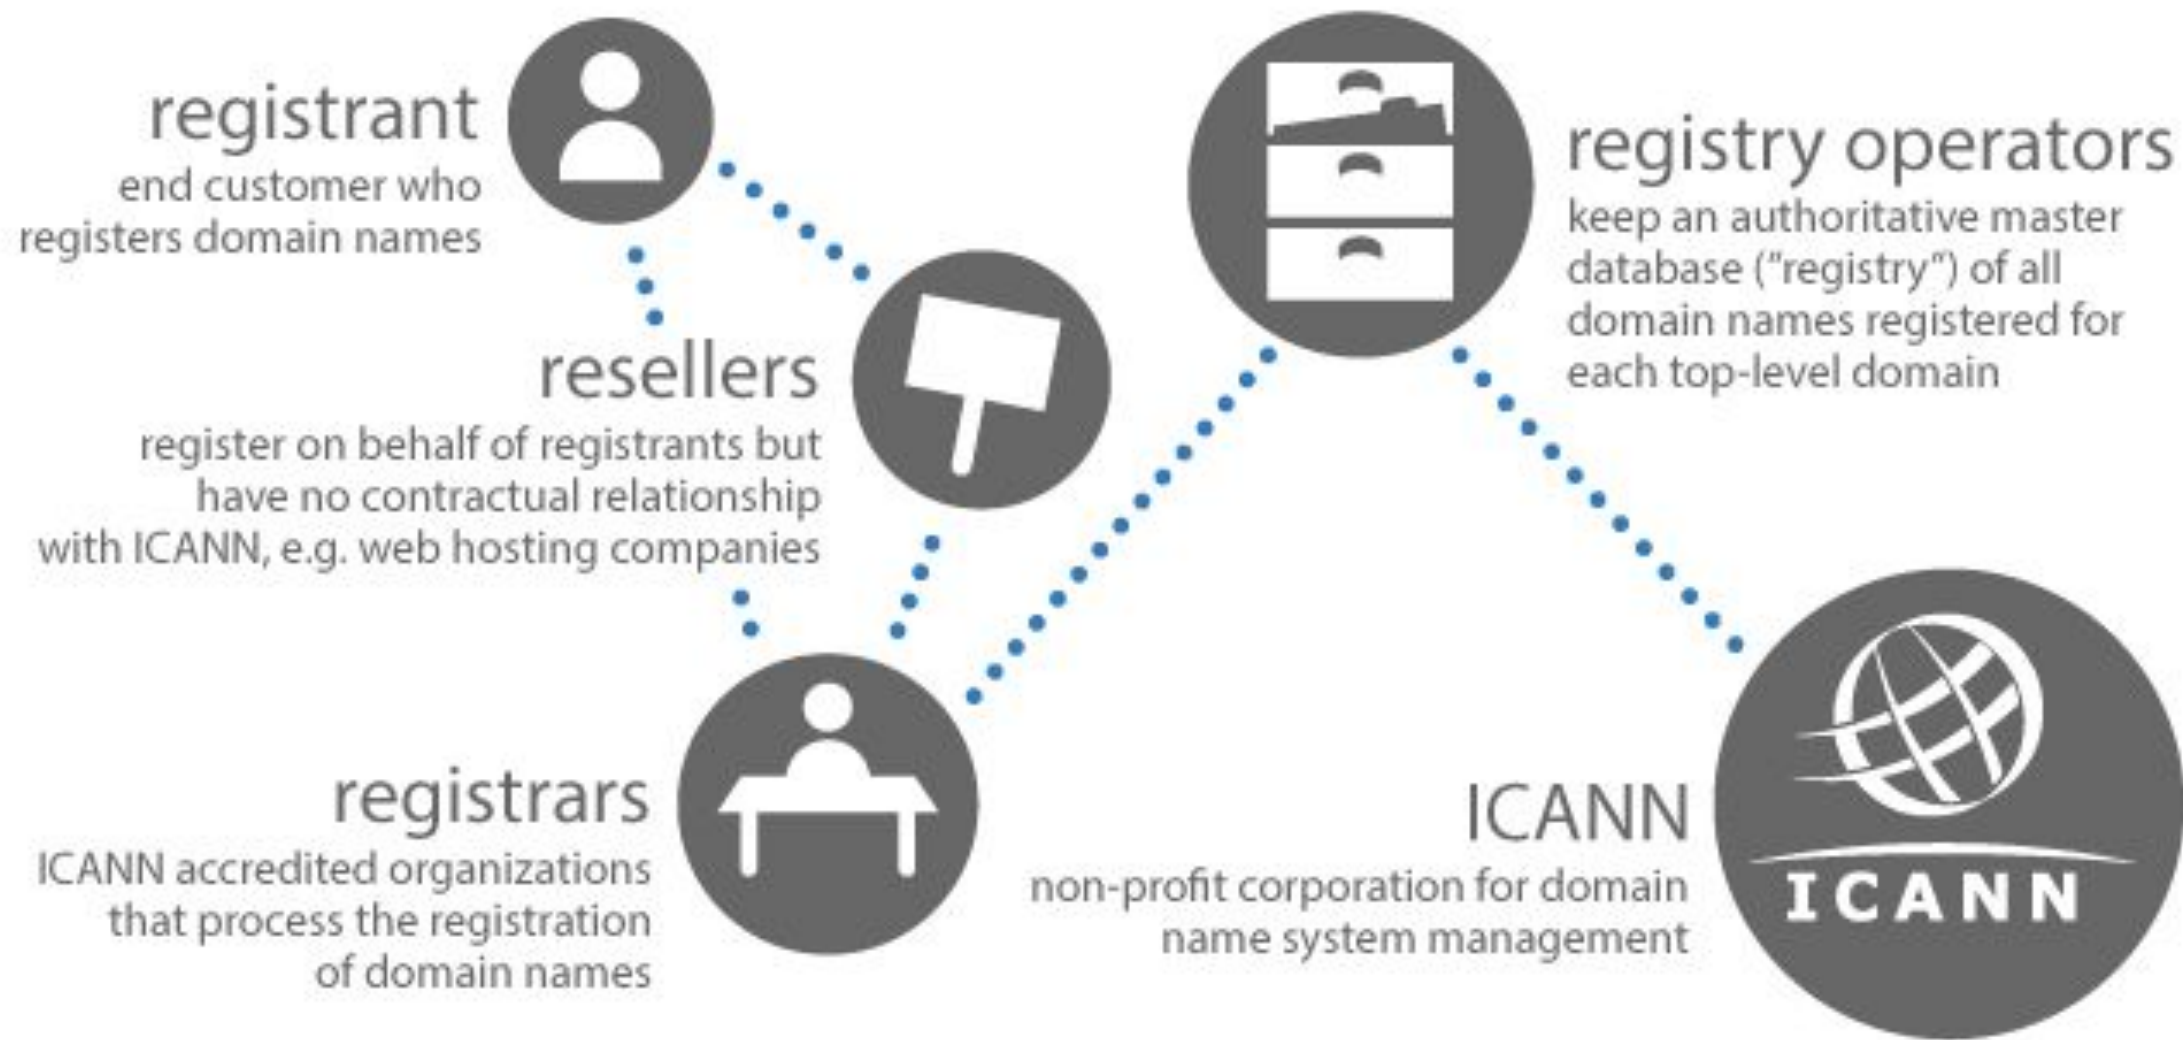 registrant
end customer who
registers domain names
resellers
register on behalf of registrants but
have no contractual relationship
with ICANN, e.g. web hosting companies
registrars
ICANN accredited organizations
that process the registration
of domain names
registry operators
keep an authoritative master
database ("registry") of all
domain names registered for
each top-level domain
ICANN
non-profit corporation for domain
name system management
ICANN